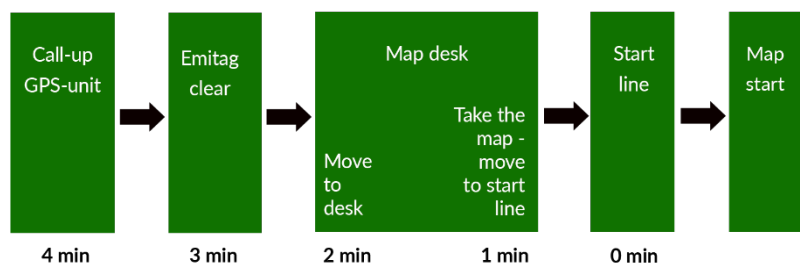 Call-up
GPS-unit
Emitag
clear
Map desk
Move
to
desk
Take the
map -
move
to start
line
Start
line
Map
start
4 min
3 min
2 min
1 min
0 min